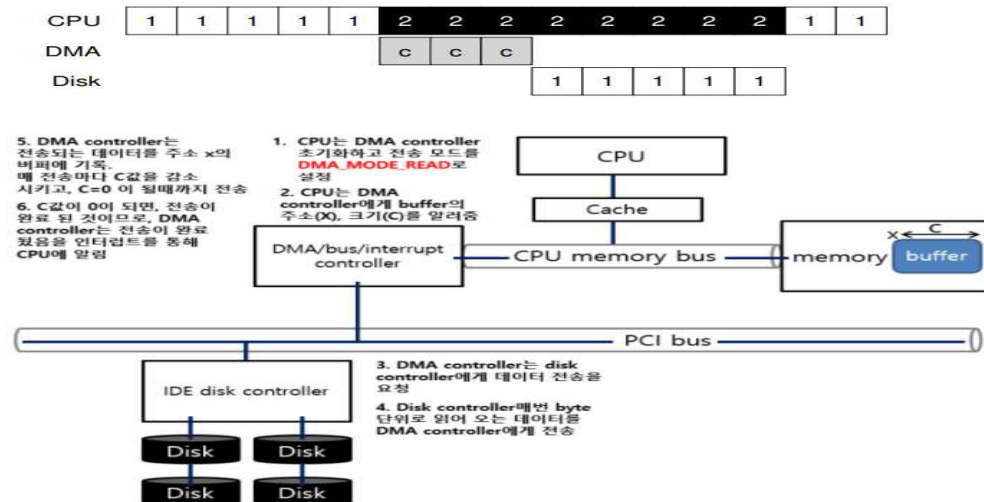 CPU 1 1 1 1 1 2 2 2 2 2 2 2 2 1 1
DMA c c c
Disk 1 1 1 1 1
5. DMA controller는
전송되는 데이터를 주소 x의
버퍼에 기록.
매 전송마다 C값을 감소
시키고, C=0 이 될때까지 전송
6. C값이 0이 되면, 전송이
완료 된 것이므로, DMA
controller는 전송이 완료
됐음을 인터럽트를 통해
CPU에 알림
1. CPU는 DMA controller
초기화하고 전송 모드를
DMA_MODE_READ로
설정
2. CPU는 DMA
controller에게 buffer의
주소(X), 크기(C)를 알려줌
CPU
Cache
DMA/bus/interrupt
controller
CPU memory bus
x C
memory buffer
PCI bus
IDE disk controller
3. DMA controller는 disk
controller에게 데이터 전송을
요청
4. Disk controller매번 byte
단위로 읽어 오는 데이터를
DMA controller에게 전송
Disk Disk
Disk Disk